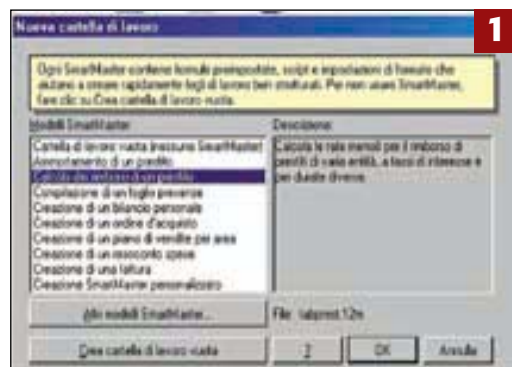 Nuova cartella di lavoro
1
Ogni SmartMaster contiene formule preimpostate, script e impostazioni di formato che
aiutano a creare rapidamente fogli di lavoro ben strutturati. Per non usare SmartMaster,
fare clic su Crea cartella di lavoro vuota.
Modelli SmartMaster
Cartella di lavoro vuota (nessuno SmartMaster)
Ammortamento di un prestito
Calcolo del rimborso di un prestito
Compilazione di un foglio presenze
Creazione di un bilancio personale
Creazione di un ordine d'acquisto
Creazione di un piano di vendite per area
Creazione di un resoconto spese
Creazione di una fattura
Creazione SmartMaster personalizzato
Descrizione:
Calcola le rate mensili per il rimborso di
prestiti di varia entità, a tassi di interesse e
per durate diverse.
Altri modelli SmartMaster...
File:
Crea cartella di lavoro vuota
?
OK
Annulla